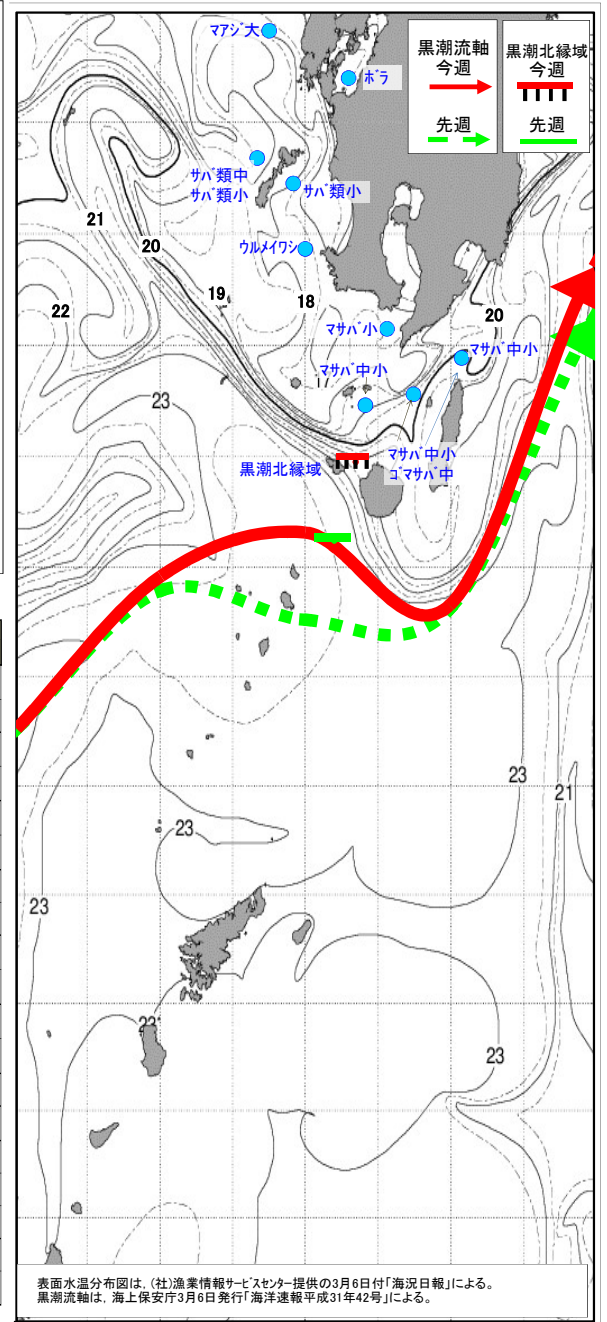 マアジ大
ボラ
黒潮流軸
今週
先週
黒潮北縁域
今週
先週
サバ類中
サバ類小
サバ類小
ウルメイワシ
21
20
19
18
22
20
マサバ小
マサバ中小
マサバ中小
17
23
黒潮北縁域
マサバ中小
ゴマサバ中
23
21
23
23
23
23
表面水温分布図は，(社)漁業情報サービスセンター提供の3月6日付「海況日報」による。
黒潮流軸は，海上保安庁3月6日発行「海洋速報平成31年42号」による。